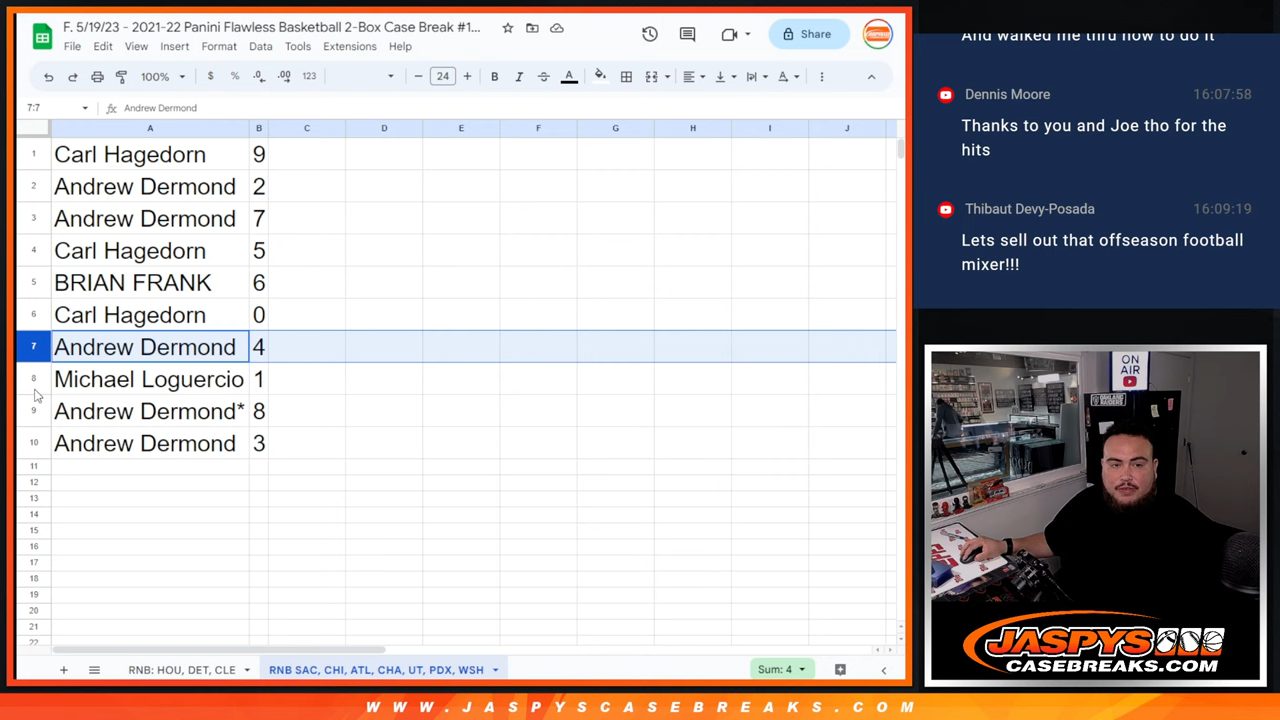 F. 5/19/23 - 2021-22 Panini Flawless Basketball 2-Box Case Break #1...
File Edit View Insert Format Data Tools Extensions Help
Share
100% $ % .0 .00 123 24 B I A
7:7 fx Andrew Dermond
A B C D E F G H I J
1 Carl Hagedorn 9
2 Andrew Dermond 2
3 Andrew Dermond 7
4 Carl Hagedorn 5
5 BRIAN FRANK 6
6 Carl Hagedorn 0
7 Andrew Dermond 4
8 Michael Loguercio 1
9 Andrew Dermond* 8
10 Andrew Dermond 3
11
12
13
14
15
16
17
18
19
20
21
22
RNB: HOU, DET, CLE RNB SAC, CHI, ATL, CHA, UT, PDX, WSH Sum: 4
And walked me thru how to do it
Dennis Moore 16:07:58
Thanks to you and Joe tho for the
hits
Thibaut Devy-Posada 16:09:19
Lets sell out that offseason football
mixer!!!
ON
AIR
JASPYS
CASEBREAKS.COM
WWW.JASPYSCASEBREAKS.COM